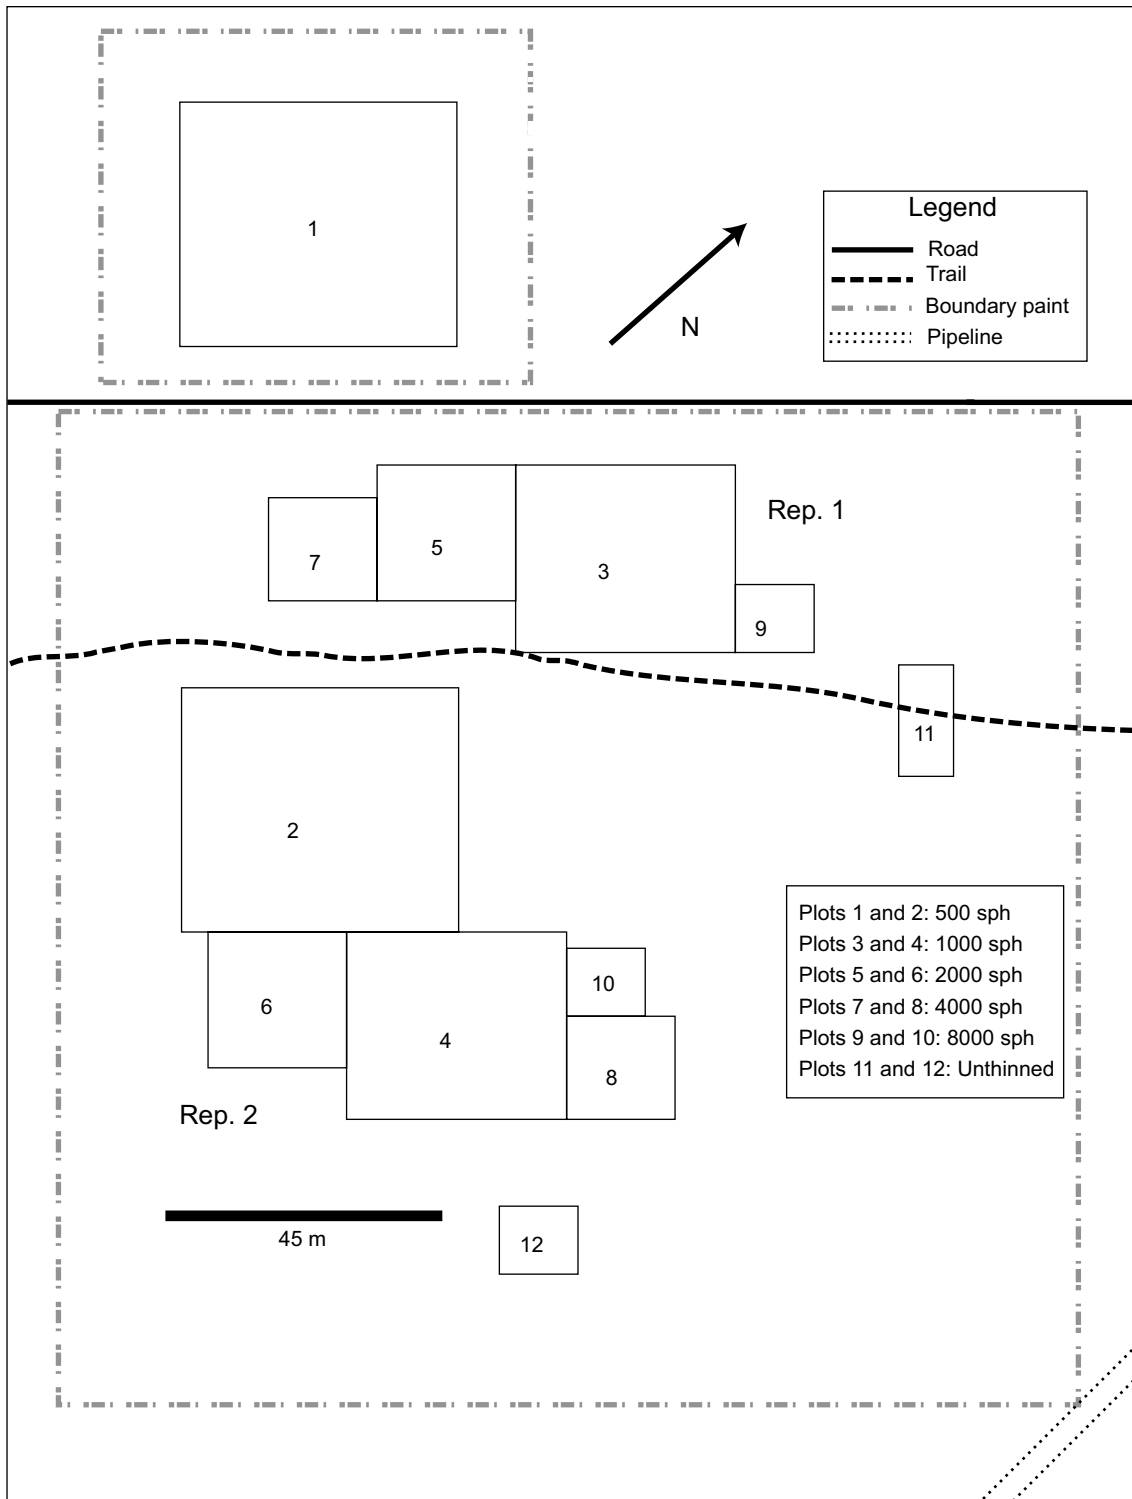 1
N
Legend
Road
Trail
Boundary paint
Pipeline
Rep. 1
7
5
3
9
11
2
Plots 1 and 2: 500 sph
Plots 3 and 4: 1000 sph
Plots 5 and 6: 2000 sph
Plots 7 and 8: 4000 sph
Plots 9 and 10: 8000 sph
Plots 11 and 12: Unthinned
6
4
10
8
Rep. 2
45 m
12